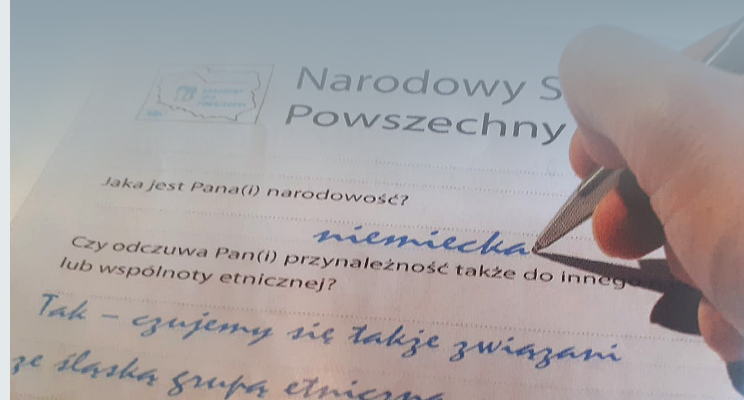 Narodowy S
Powszechny
Jaka jest Pana(i) narodowość?
niemiecka
Czy odczuwa Pan(i) przynależność także do innego
lub wspólnoty etnicznej?
Tak – czujemy się także związani
ze śląską grupą etniczną